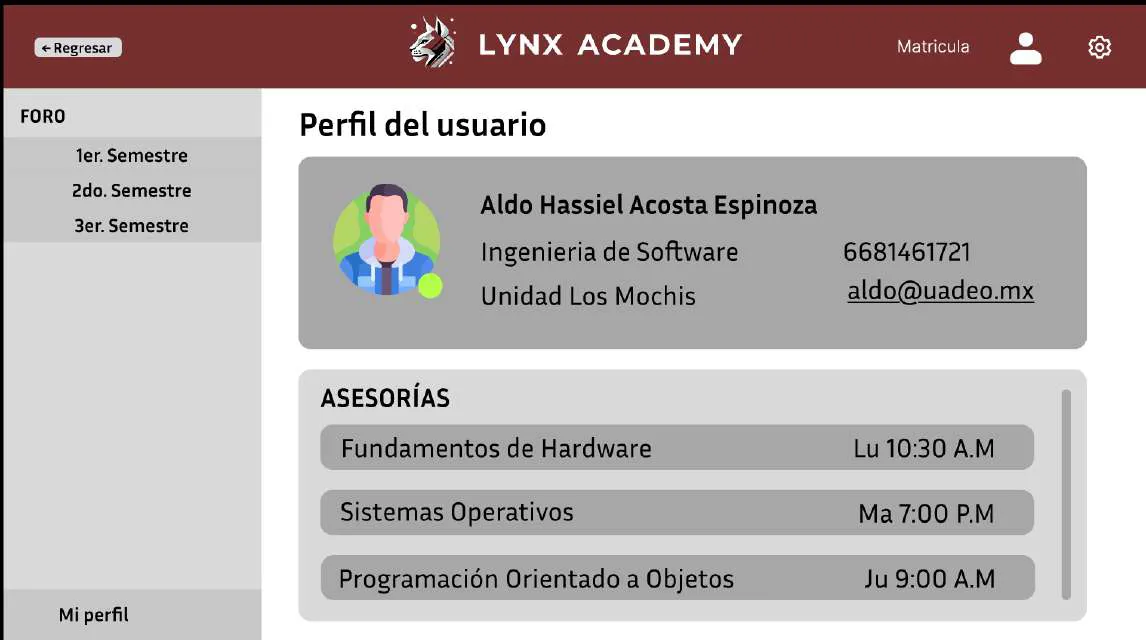 ← Regresar
LYNX ACADEMY
Matricula
FORO
1er. Semestre
2do. Semestre
3er. Semestre
Mi perfil
Perfil del usuario
Aldo Hassiel Acosta Espinoza
Ingenieria de Software
6681461721
Unidad Los Mochis
aldo@uadeo.mx
ASESORÍAS
Fundamentos de Hardware
Lu 10:30 A.M
Sistemas Operativos
Ma 7:00 P.M
Programación Orientado a Objetos
Ju 9:00 A.M